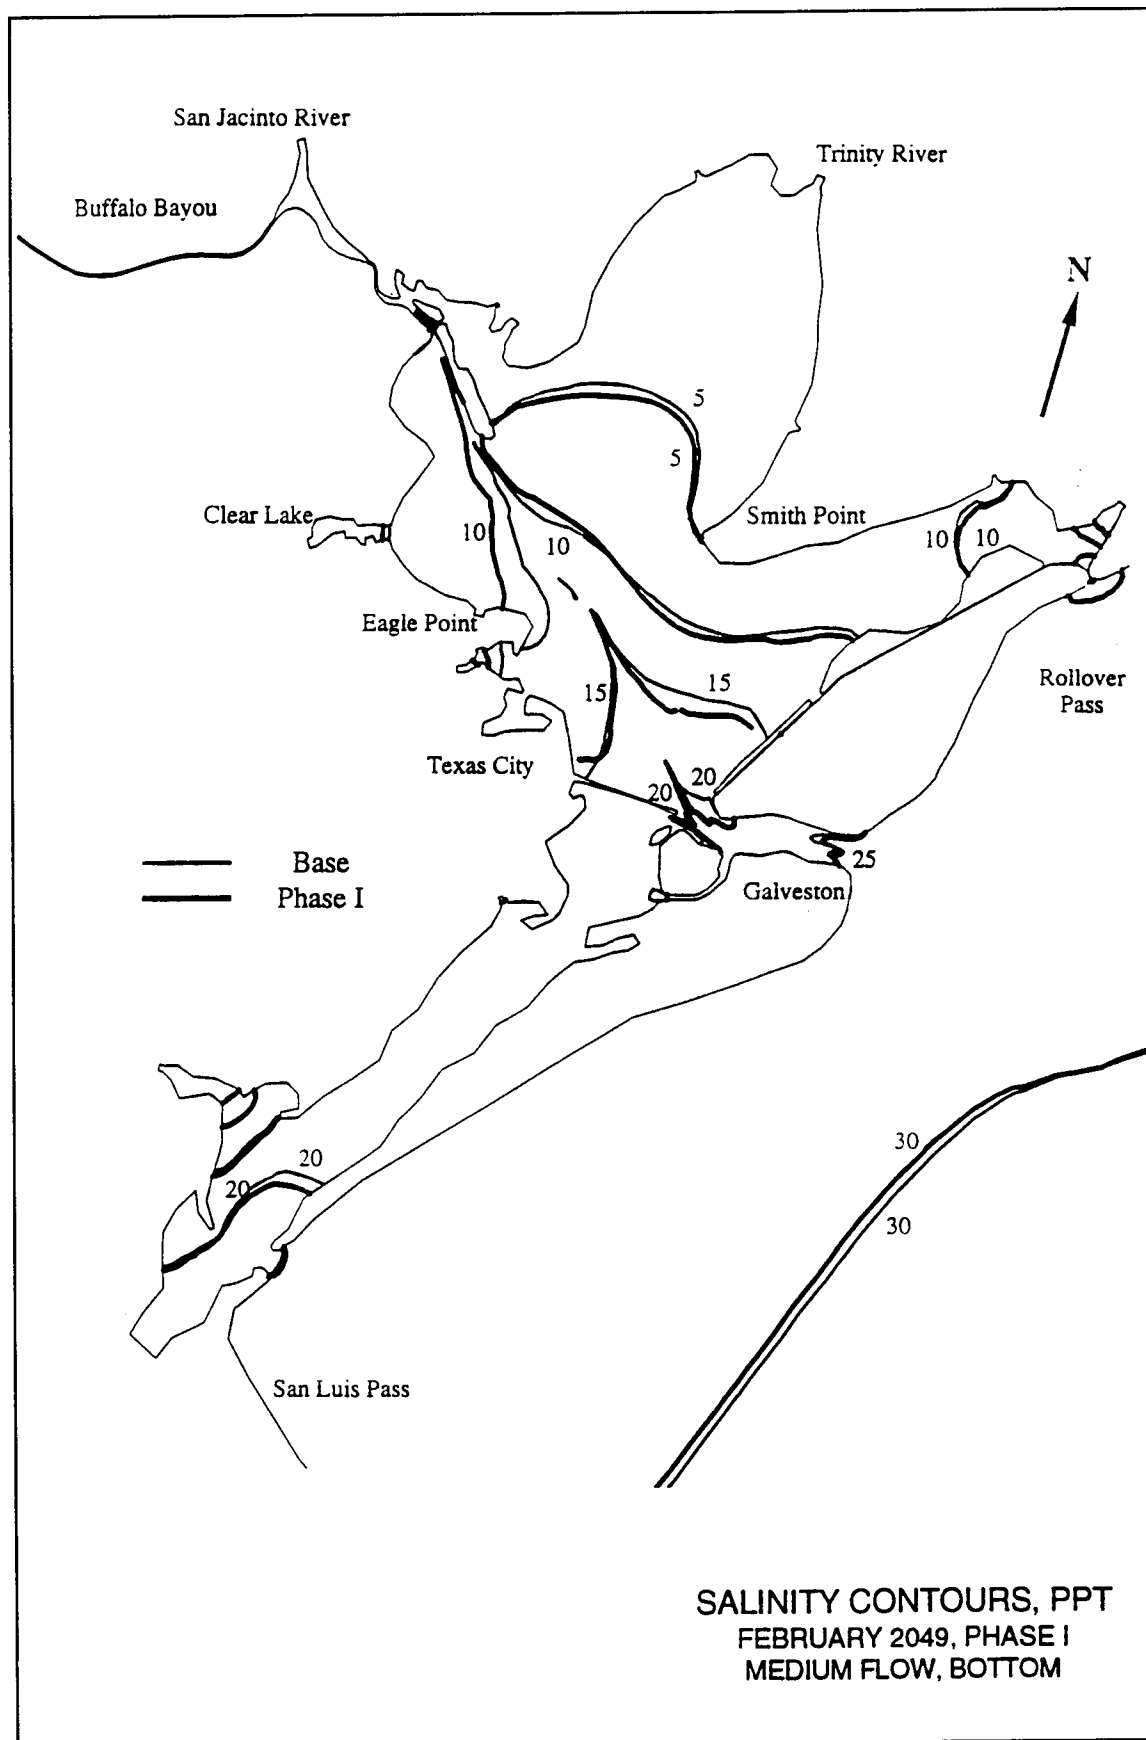 San Jacinto River
Trinity River
Buffalo Bayou
N
5
5
Clear Lake
10
10
Smith Point
10
10
Eagle Point
15
15
Rollover
Pass
Texas City
20
20
Base
Phase I
25
Galveston
30
20
20
30
San Luis Pass
SALINITY CONTOURS, PPT
FEBRUARY 2049, PHASE I
MEDIUM FLOW, BOTTOM